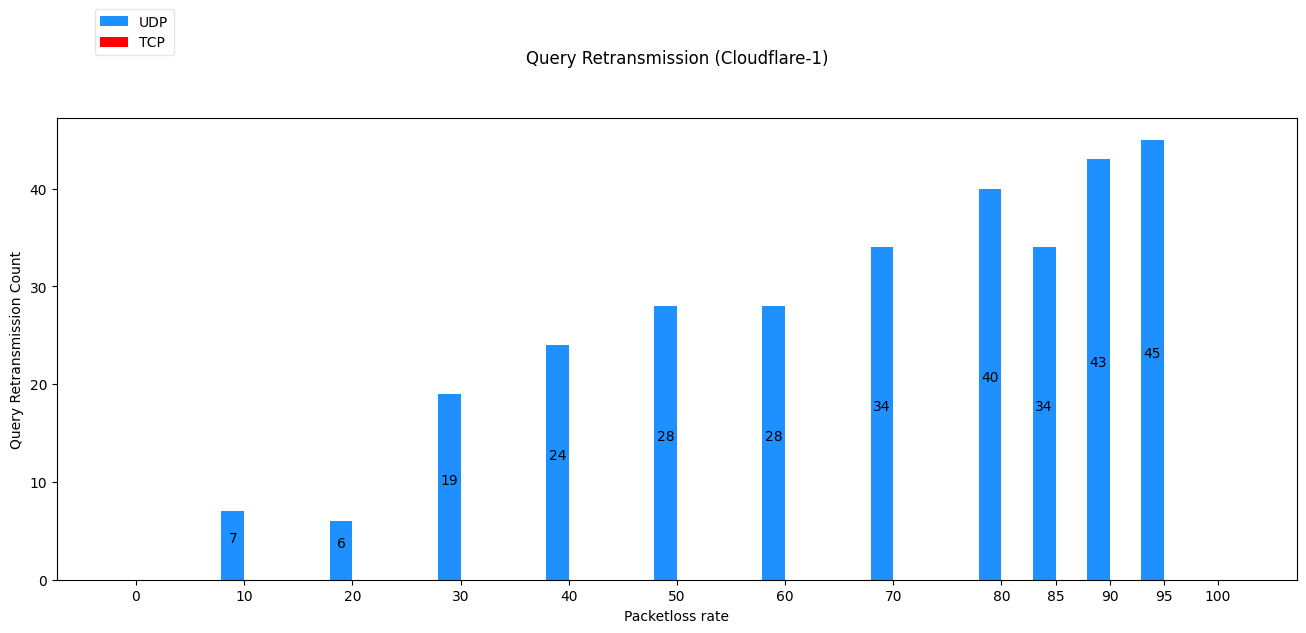 UDP
TCP
Query Retransmission (Cloudflare-1)
Query Retransmission Count
40
30
20
10
0
7
6
19
24
28
28
34
40
34
43
45
0 10 20 30 40 50 60 70 80 85 90 95 100
Packetloss rate